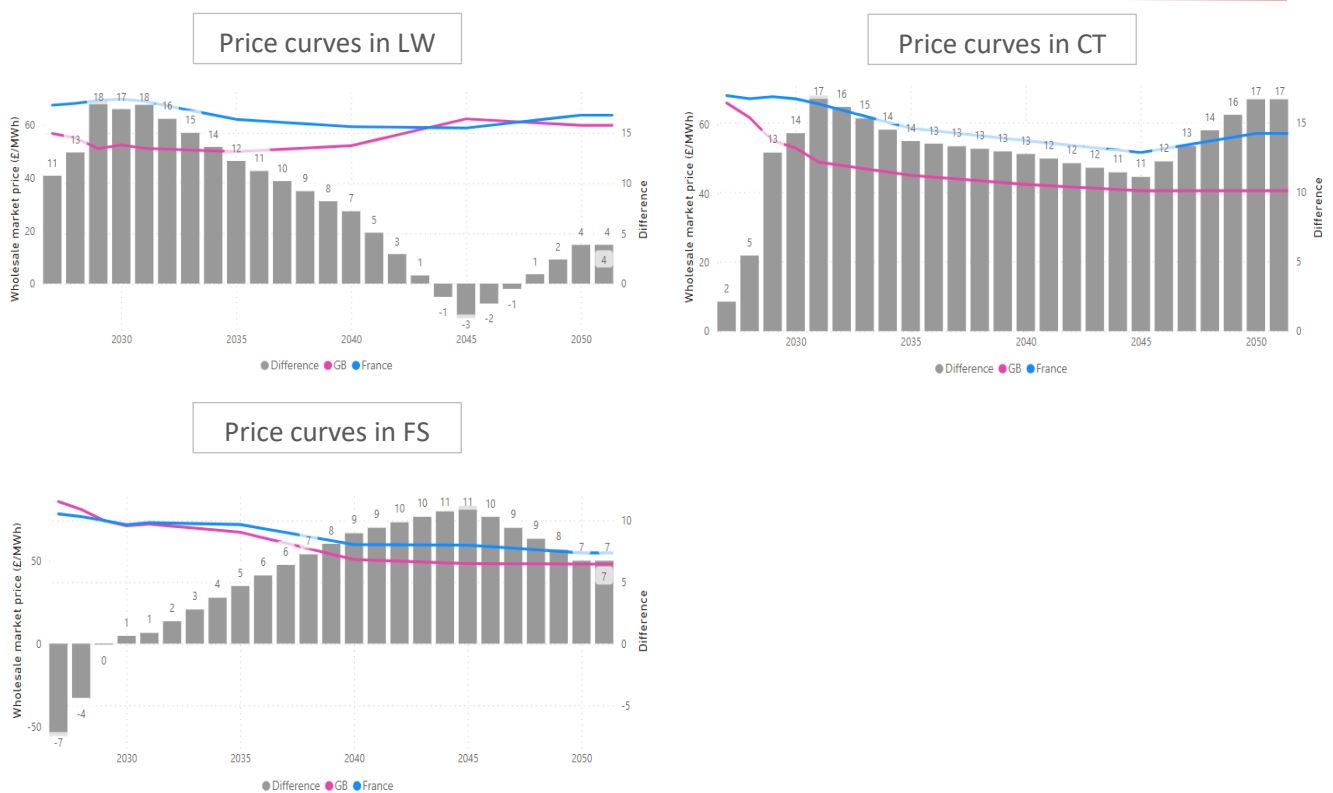 Price curves in LW
Wholesale market price (£/MWh)
60
40
20
0
11 13 18 17 18 16 15 14 12 11 10 9 8 7 5 3 1 -1 -3 -2 -1 1 2 4 4
4
15
10
5
0
Difference
2030 2035 2040 2045 2050
Difference GB France
Price curves in CT
Wholesale market price (£/MWh)
60
40
20
0
2 5 13 14 17 16 15 14 14 14 13 13 13 13 12 12 12 11 11 12 13 14 16 17 17
15
10
5
0
Difference
2030 2035 2040 2045 2050
Difference GB France
Price curves in FS
Wholesale market price (£/MWh)
50
0
-50
-7 -4 0 1 1 2 3 4 5 6 6 7 8 9 9 10 10 11 11 10 9 9 8 7 7
7
10
5
0
-5
Difference
2030 2035 2040 2045 2050
Difference GB France